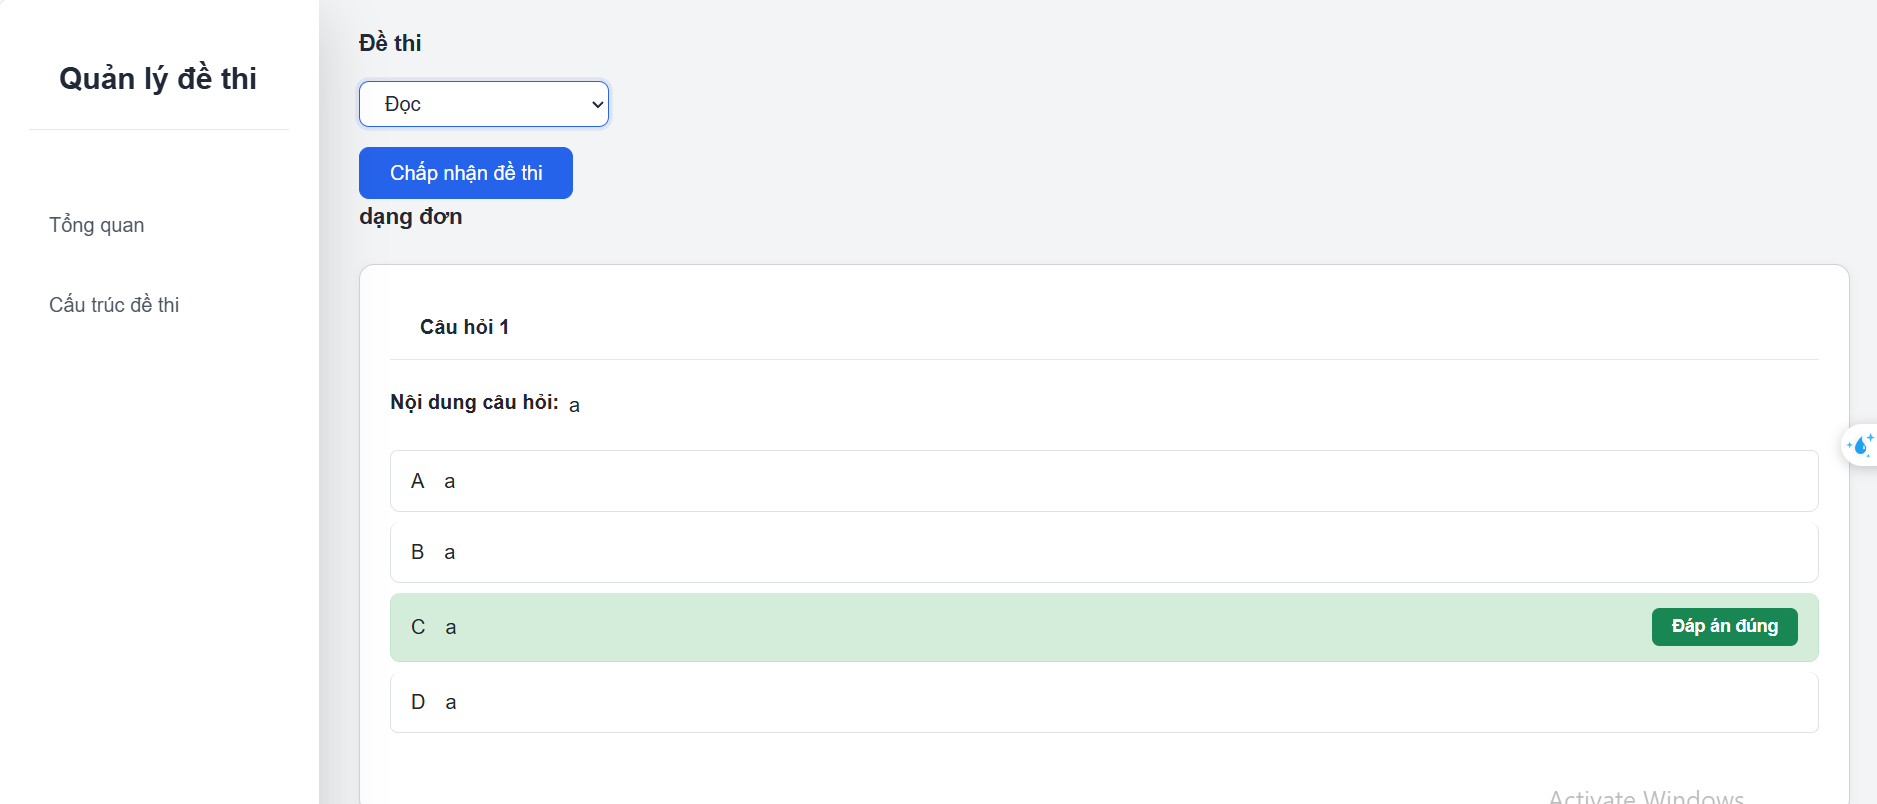 Quản lý đề thi
Tổng quan
Cấu trúc đề thi
Đề thi
Đọc
Chấp nhận đề thi
dạng đơn
Câu hỏi 1
Nội dung câu hỏi: a
A a
B a
C a Đáp án đúng
D a
Activate Windows